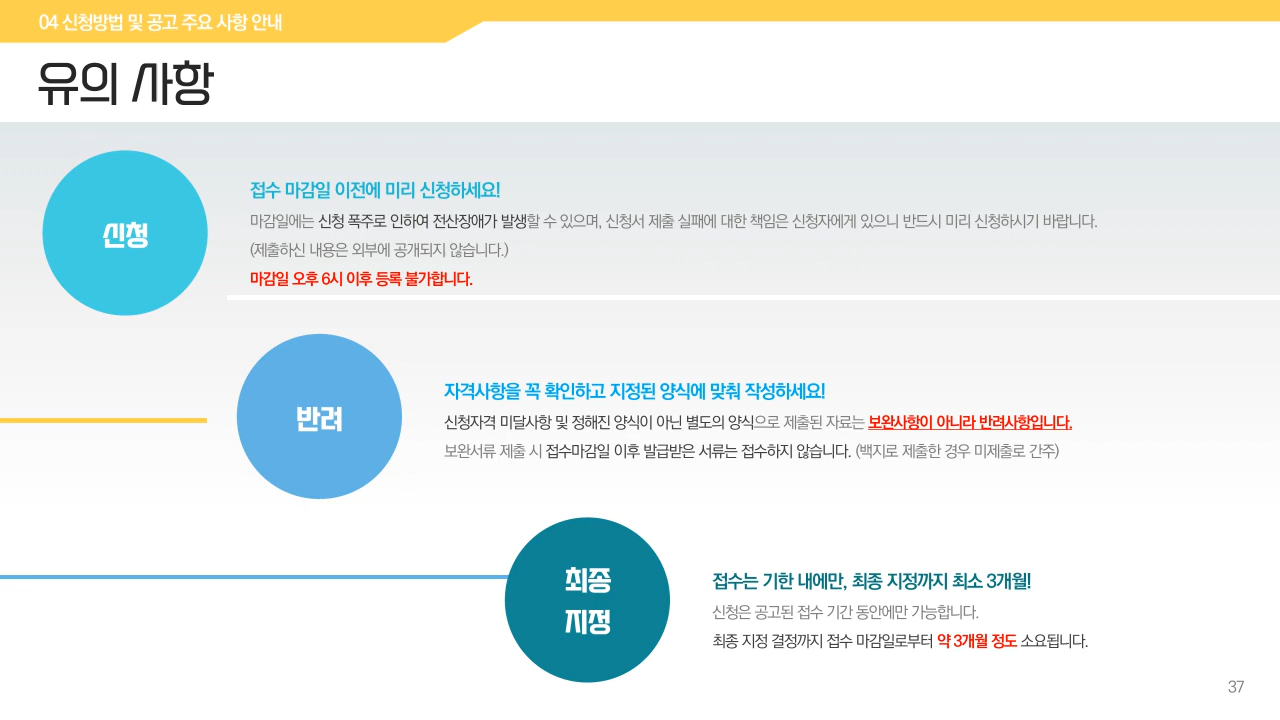 04 신청방법 및 공고 주요 사항 안내
유의 사항
신청
접수 마감일 이전에 미리 신청하세요!
마감일에는 신청 폭주로 인하여 전산장애가 발생할 수 있으며, 신청서 제출 실패에 대한 책임은 신청자에게 있으니 반드시 미리 신청하시기 바랍니다.
(제출하신 내용은 외부에 공개되지 않습니다.)
마감일 오후 6시 이후 등록 불가합니다.
반려
자격사항을 꼭 확인하고 지정된 양식에 맞춰 작성하세요!
신청자격 미달사항 및 정해진 양식이 아닌 별도의 양식으로 제출된 자료는 보완사항이 아니라 반려사항입니다.
보완서류 제출 시 접수마감일 이후 발급받은 서류는 접수하지 않습니다. (백지로 제출한 경우 미제출로 간주)
최종
지정
접수는 기한 내에만, 최종 지정까지 최소 3개월!
신청은 공고된 접수 기간 동안에만 가능합니다.
최종 지정 결정까지 접수 마감일로부터 약 3개월 정도 소요됩니다.
37